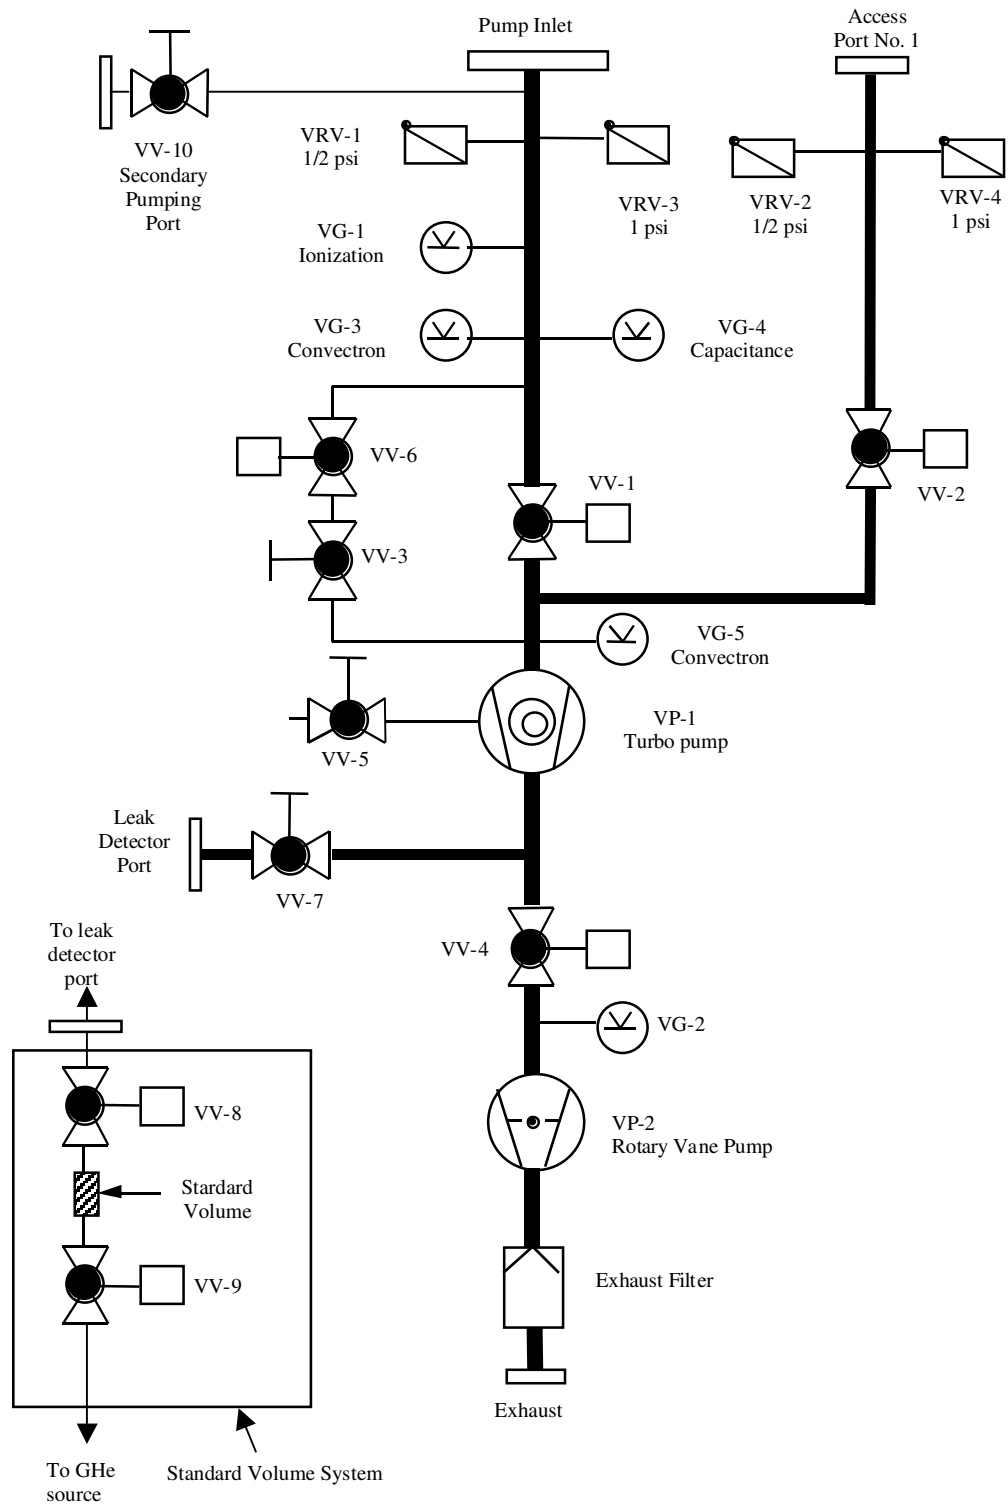 Pump Inlet
Access
Port No. 1
VV-10
Secondary
Pumping
Port
VRV-1
1/2 psi
VRV-3
1 psi
VRV-2
1/2 psi
VRV-4
1 psi
VG-1
Ionization
VG-3
Convectron
VG-4
Capacitance
VV-6
VV-1
VV-2
VV-3
VG-5
Convectron
VP-1
Turbo pump
VV-5
Leak
Detector
Port
VV-7
To leak
detector
port
VV-4
VG-2
VV-8
VP-2
Rotary Vane Pump
Stardard
Volume
VV-9
Exhaust Filter
Exhaust
To GHe
source
Standard Volume System